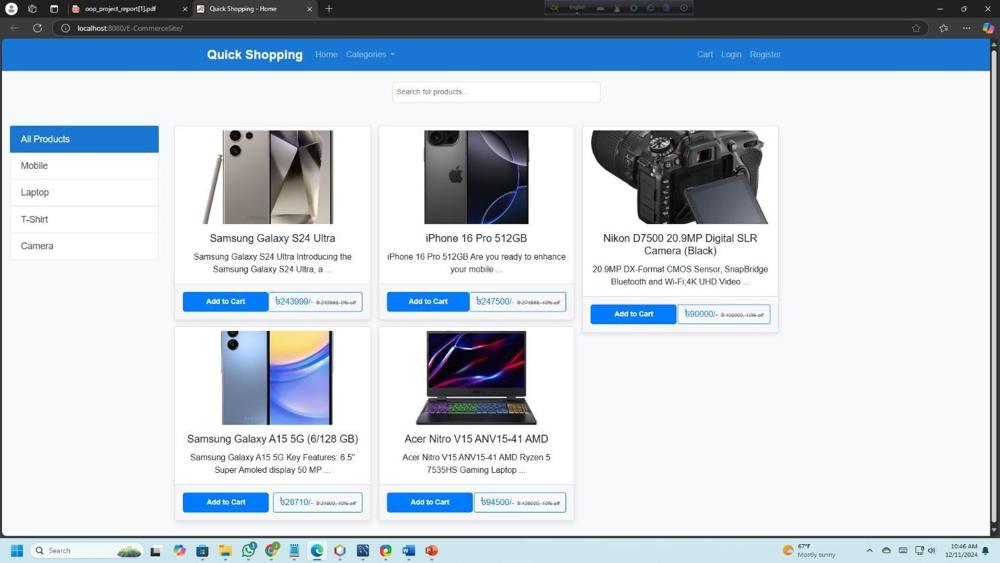 oop_project_report[1].pdf
Quick Shopping - Home
English
localhost:8080/E-CommerceSite/
Quick Shopping
Home
Categories
Cart
Login
Register
Search for products...
All Products
Mobile
Laptop
T-Shirt
Camera
Samsung Galaxy S24 Ultra
Samsung Galaxy S24 Ultra Introducing the
Samsung Galaxy S24 Ultra, a ...
Add to Cart
৳243999/-
iPhone 16 Pro 512GB
iPhone 16 Pro 512GB Are you ready to enhance
your mobile ...
Add to Cart
৳247500/-
Nikon D7500 20.9MP Digital SLR
Camera (Black)
20.9MP DX-Format CMOS Sensor, SnapBridge
Bluetooth and Wi-Fi;4K UHD Video ...
Add to Cart
৳90000/-
Samsung Galaxy A15 5G (6/128 GB)
Samsung Galaxy A15 5G Key Features: 6.5"
Super Amoled display 50 MP ...
Add to Cart
৳28710/-
Acer Nitro V15 ANV15-41 AMD
Acer Nitro V15 ANV15-41 AMD Ryzen 5
7535HS Gaming Laptop ...
Add to Cart
৳94500/-
Search
67°F
Mostly sunny
10:46 AM
12/11/2024